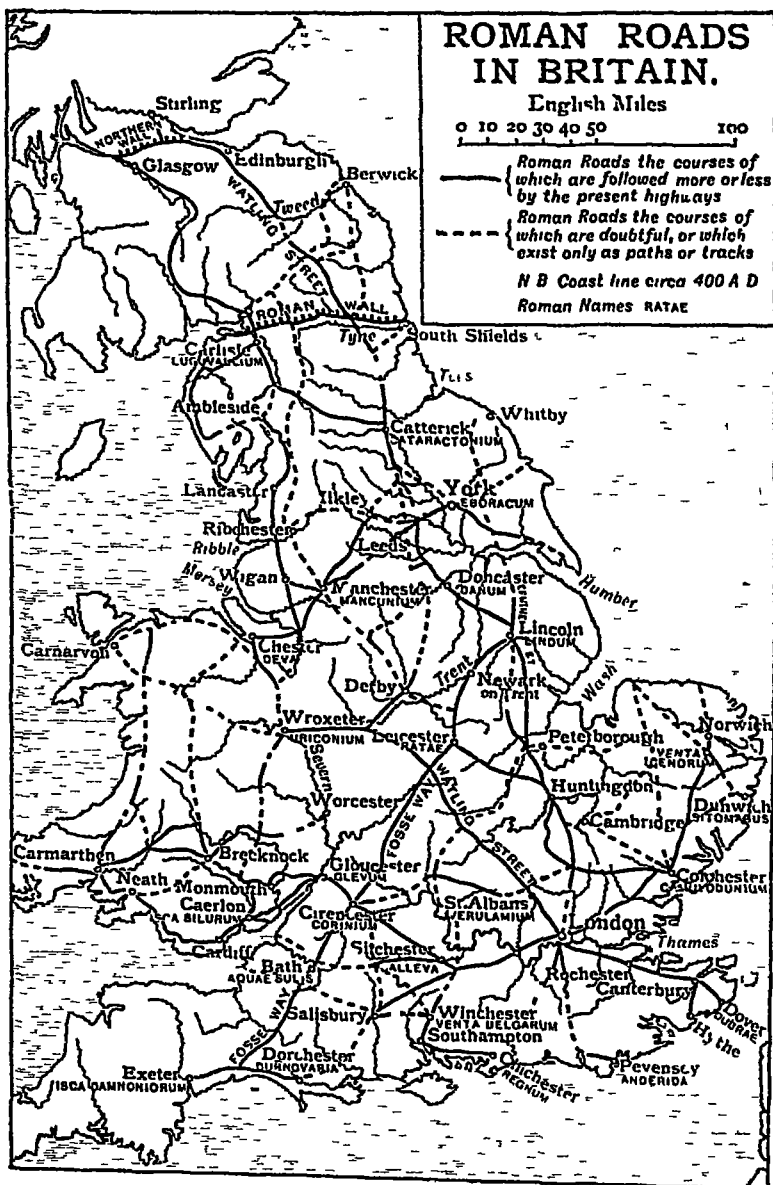 ROMAN ROADS
IN BRITAIN.
English Miles
0 10 20 30 40 50 100
Roman Roads the courses of
which are followed more or less
by the present highways
Roman Roads the courses of
which are doubtful, or which
exist only as paths or tracks
N B Coast line circa 400 A D
Roman Names RATAE
Stirling
NORTHERN
WALL
Glasgow
Edinburgh
Berwick
Tweed
WATLING
STREET
ROMAN WALL
Tyne
South Shields
Carlisle
Ambleside
Whitby
Catterick
CATARACTONIUM
Lancaster
Ilkley
York
EBORACUM
Ribchester
Ribble
Leeds
Mersey
Wigan
Manchester
MANCUNIUM
Doncaster
DANUM
Humber
Lincoln
LINDUM
Carnarvon
Chester
DEVA
Derby
Trent
Newark
on Trent
Wash
Wroxeter
URICONIUM
Severn
Leicester
RATAE
Peterborough
Norwich
VENTA
ICENORUM
WATLING
STREET
FOSSE WAY
Huntingdon
Worcester
Cambridge
Dunwich
SITOMAGUS
Carmarthen
Brecknock
Gloucester
GLEVUM
Colchester
CAMULODUNIUM
Neath
Monmouth
Caerlon
Cirencester
CORINIUM
St. Albans
VERULAMIUM
London
Cardiff
Thames
Bath
AQUAE SULIS
Silchester
CALLEVA
Rochester
Canterbury
Dover
Hythe
FOSSE WAY
Salisbury
Winchester
VENTA BELGARUM
Southampton
Exeter
ISCA DAMNONIORUM
Dorchester
DURNOVARIA
Chichester
REGNUM
Pevensey
ANDERIDA